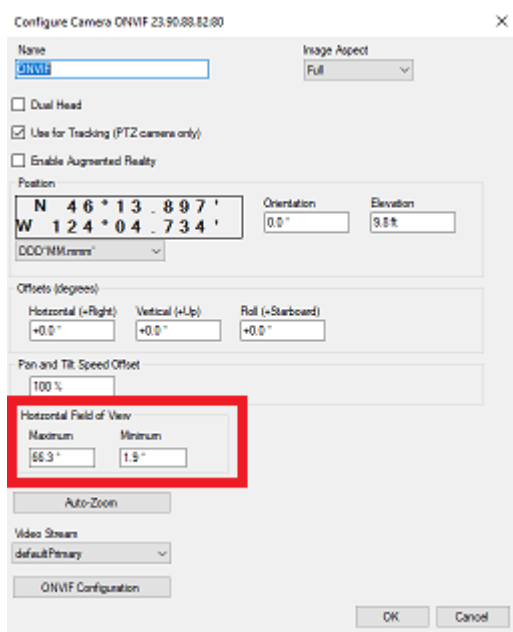 Configure Camera ONVIF 23.90.88.82:80
Name Image Aspect
ONVIF Full
Dual Head
Use for Tracking (PTZ camera only)
Enable Augmented Reality
Position
N 46°13.897' Orientation Elevation
W 124°04.734' 0.0 ° 9.8 ft
DDD°MM.mmm'
Offsets (degrees)
Horizontal (+Right) Vertical (+Up) Roll (+Starboard)
+0.0 ° +0.0 ° +0.0 °
Pan and Tilt Speed Offset
100 %
Horizontal Field of View
Maximum Minimum
66.3 ° 1.9 °
Auto-Zoom
Video Stream
defaultPrimary
ONVIF Configuration
OK Cancel